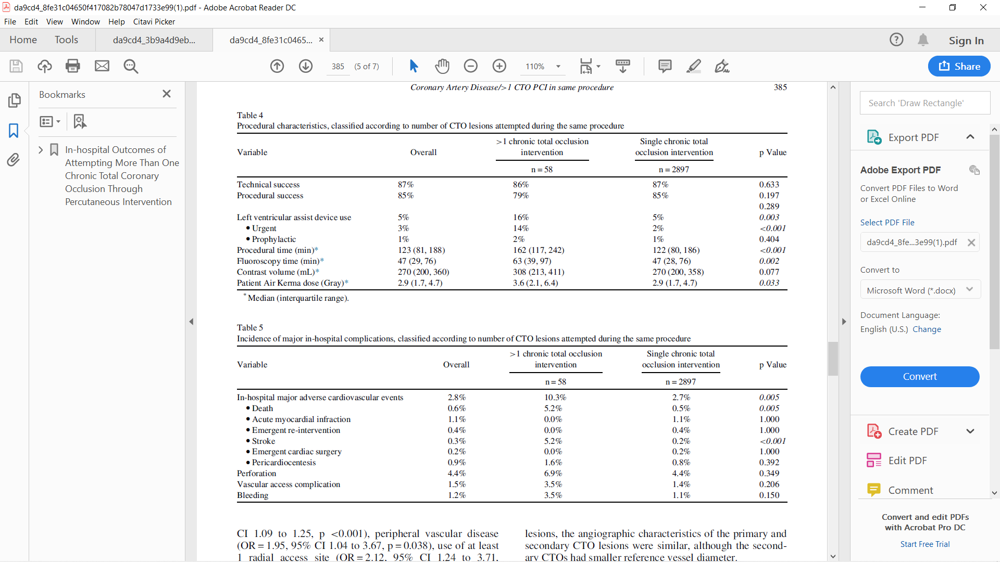 da9cd4_8fe31c04650f417082b78047d1733e99(1).pdf - Adobe Acrobat Reader DC
File Edit View Window Help Citavi Picker
Home Tools da9cd4_3b9a4d9eb... da9cd4_8fe31c0465... × Sign In
385 (5 of 7) 110% Share
Bookmarks
In-hospital Outcomes of
Attempting More Than One
Chronic Total Coronary
Occlusion Through
Percutaneous Intervention
Coronary Artery Disease/>1 CTO PCI in same procedure 385
Table 4
Procedural characteristics, classified according to number of CTO lesions attempted during the same procedure
>1 chronic total occlusion Single chronic total
Variable Overall intervention occlusion intervention p Value
n = 58 n = 2897
Technical success 87% 86% 87% 0.633
Procedural success 85% 79% 85% 0.197
0.289
Left ventricular assist device use 5% 16% 5% 0.003
• Urgent 3% 14% 2% <0.001
• Prophylactic 1% 2% 1% 0.404
Procedural time (min)* 123 (81, 188) 162 (117, 242) 122 (80, 186) <0.001
Fluoroscopy time (min)* 47 (29, 76) 63 (39, 97) 47 (28, 76) 0.002
Contrast volume (mL)* 270 (200, 360) 308 (213, 411) 270 (200, 358) 0.077
Patient Air Kerma dose (Gray)* 2.9 (1.7, 4.7) 3.6 (2.1, 6.4) 2.9 (1.7, 4.7) 0.033
* Median (interquartile range).
Table 5
Incidence of major in-hospital complications, classified according to number of CTO lesions attempted during the same procedure
>1 chronic total occlusion Single chronic total
Variable Overall intervention occlusion intervention p Value
n = 58 n = 2897
In-hospital major adverse cardiovascular events 2.8% 10.3% 2.7% 0.005
• Death 0.6% 5.2% 0.5% 0.005
• Acute myocardial infraction 1.1% 0.0% 1.1% 1.000
• Emergent re-intervention 0.4% 0.0% 0.4% 1.000
• Stroke 0.3% 5.2% 0.2% <0.001
• Emergent cardiac surgery 0.2% 0.0% 0.2% 1.000
• Pericardiocentesis 0.9% 1.6% 0.8% 0.392
Perforation 4.4% 6.9% 4.4% 0.349
Vascular access complication 1.5% 3.5% 1.4% 0.206
Bleeding 1.2% 3.5% 1.1% 0.150
CI 1.09 to 1.25, p <0.001), peripheral vascular disease
(OR = 1.95, 95% CI 1.04 to 3.67, p = 0.038), use of at least
1 radial access site (OR = 2.12, 95% CI 1.24 to 3.71,
lesions, the angiographic characteristics of the primary and
secondary CTO lesions were similar, although the second-
ary CTOs had smaller reference vessel diameter.
Search 'Draw Rectangle'
Export PDF
Adobe Export PDF
Convert PDF Files to Word
or Excel Online
Select PDF File
da9cd4_8fe...3e99(1).pdf
Convert to
Microsoft Word (*.docx)
Document Language:
English (U.S.) Change
Convert
Create PDF
Edit PDF
Comment
Convert and edit PDFs
with Acrobat Pro DC
Start Free Trial